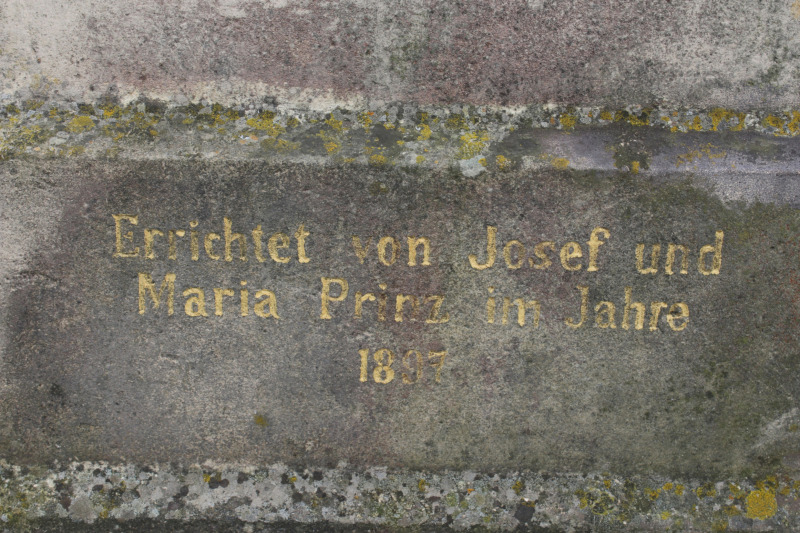 Errichtet von Josef und
Maria Prinz im Jahre
1897